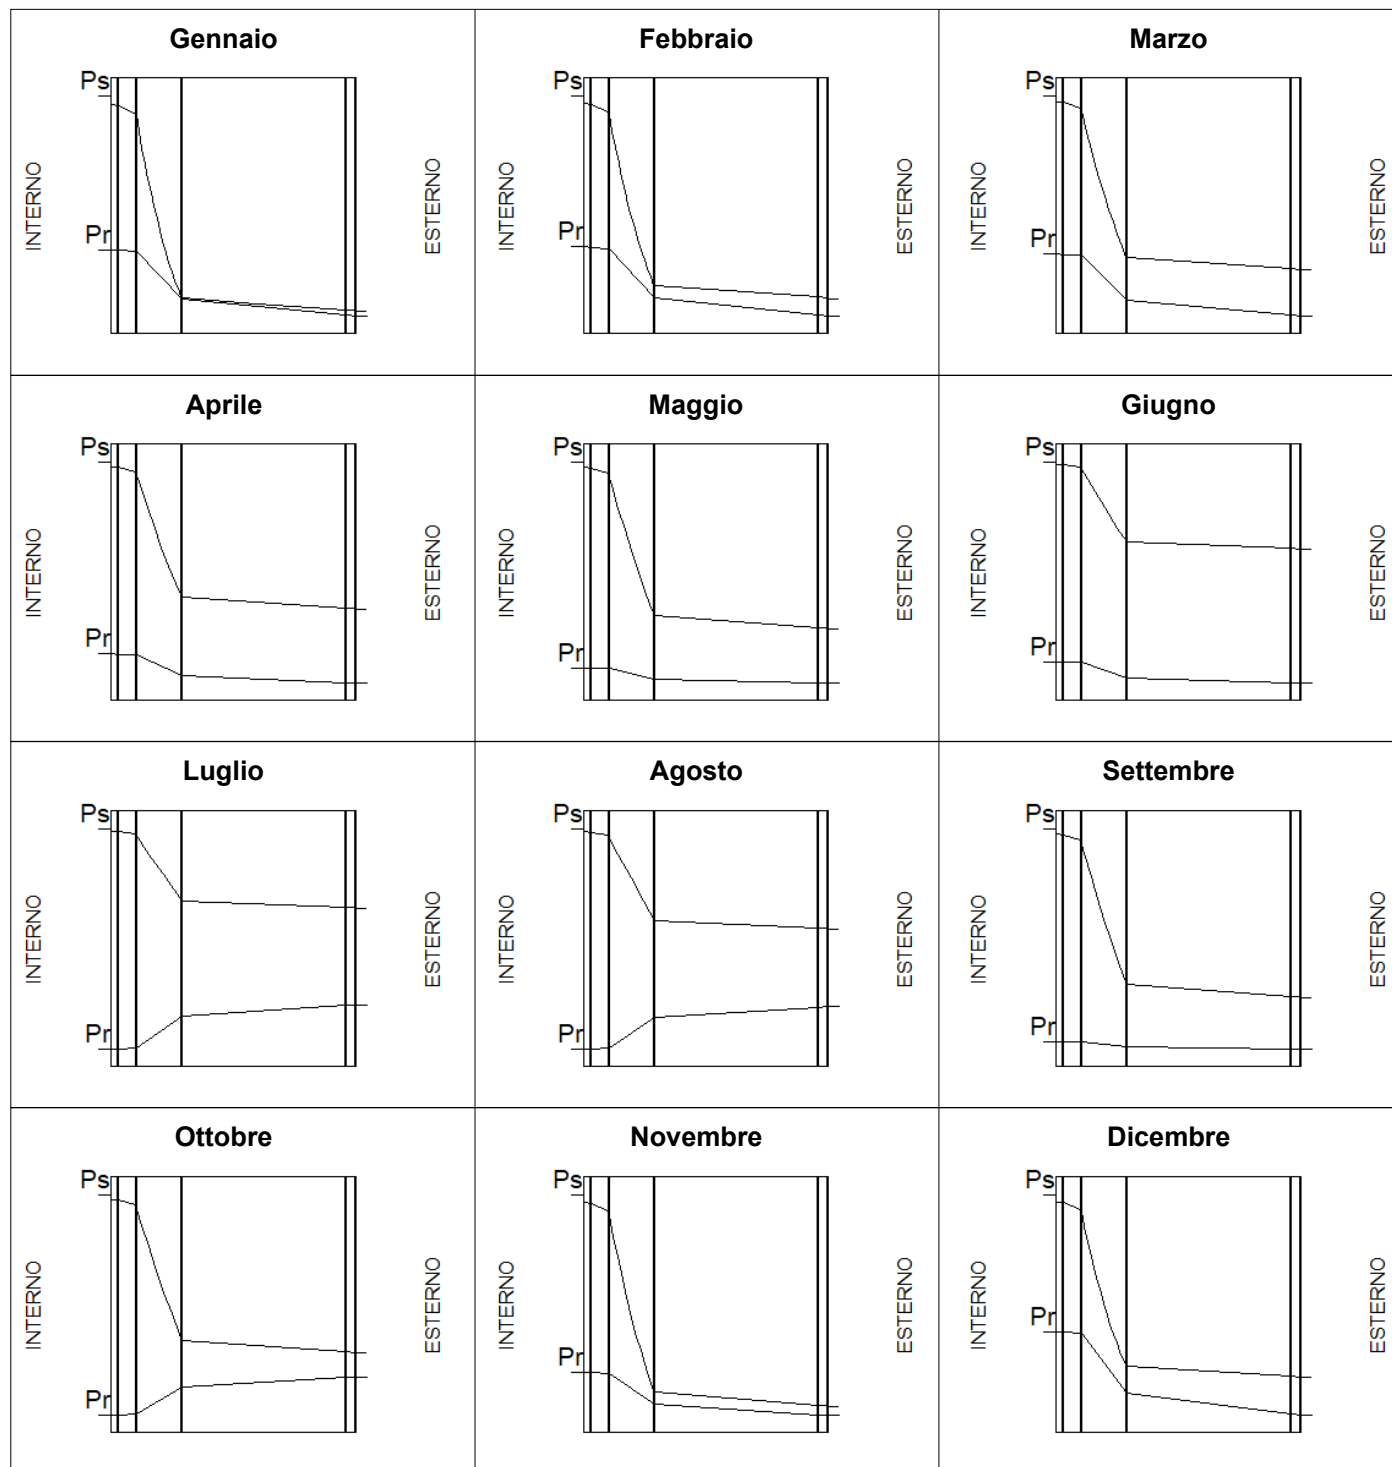 Gennaio
Ps
Pr
INTERNO
ESTERNO
Febbraio
Ps
Pr
INTERNO
ESTERNO
Marzo
Ps
Pr
INTERNO
ESTERNO
Aprile
Ps
Pr
INTERNO
ESTERNO
Maggio
Ps
Pr
INTERNO
ESTERNO
Giugno
Ps
Pr
INTERNO
ESTERNO
Luglio
Ps
Pr
INTERNO
ESTERNO
Agosto
Ps
Pr
INTERNO
ESTERNO
Settembre
Ps
Pr
INTERNO
ESTERNO
Ottobre
Ps
Pr
INTERNO
ESTERNO
Novembre
Ps
Pr
INTERNO
ESTERNO
Dicembre
Ps
Pr
INTERNO
ESTERNO